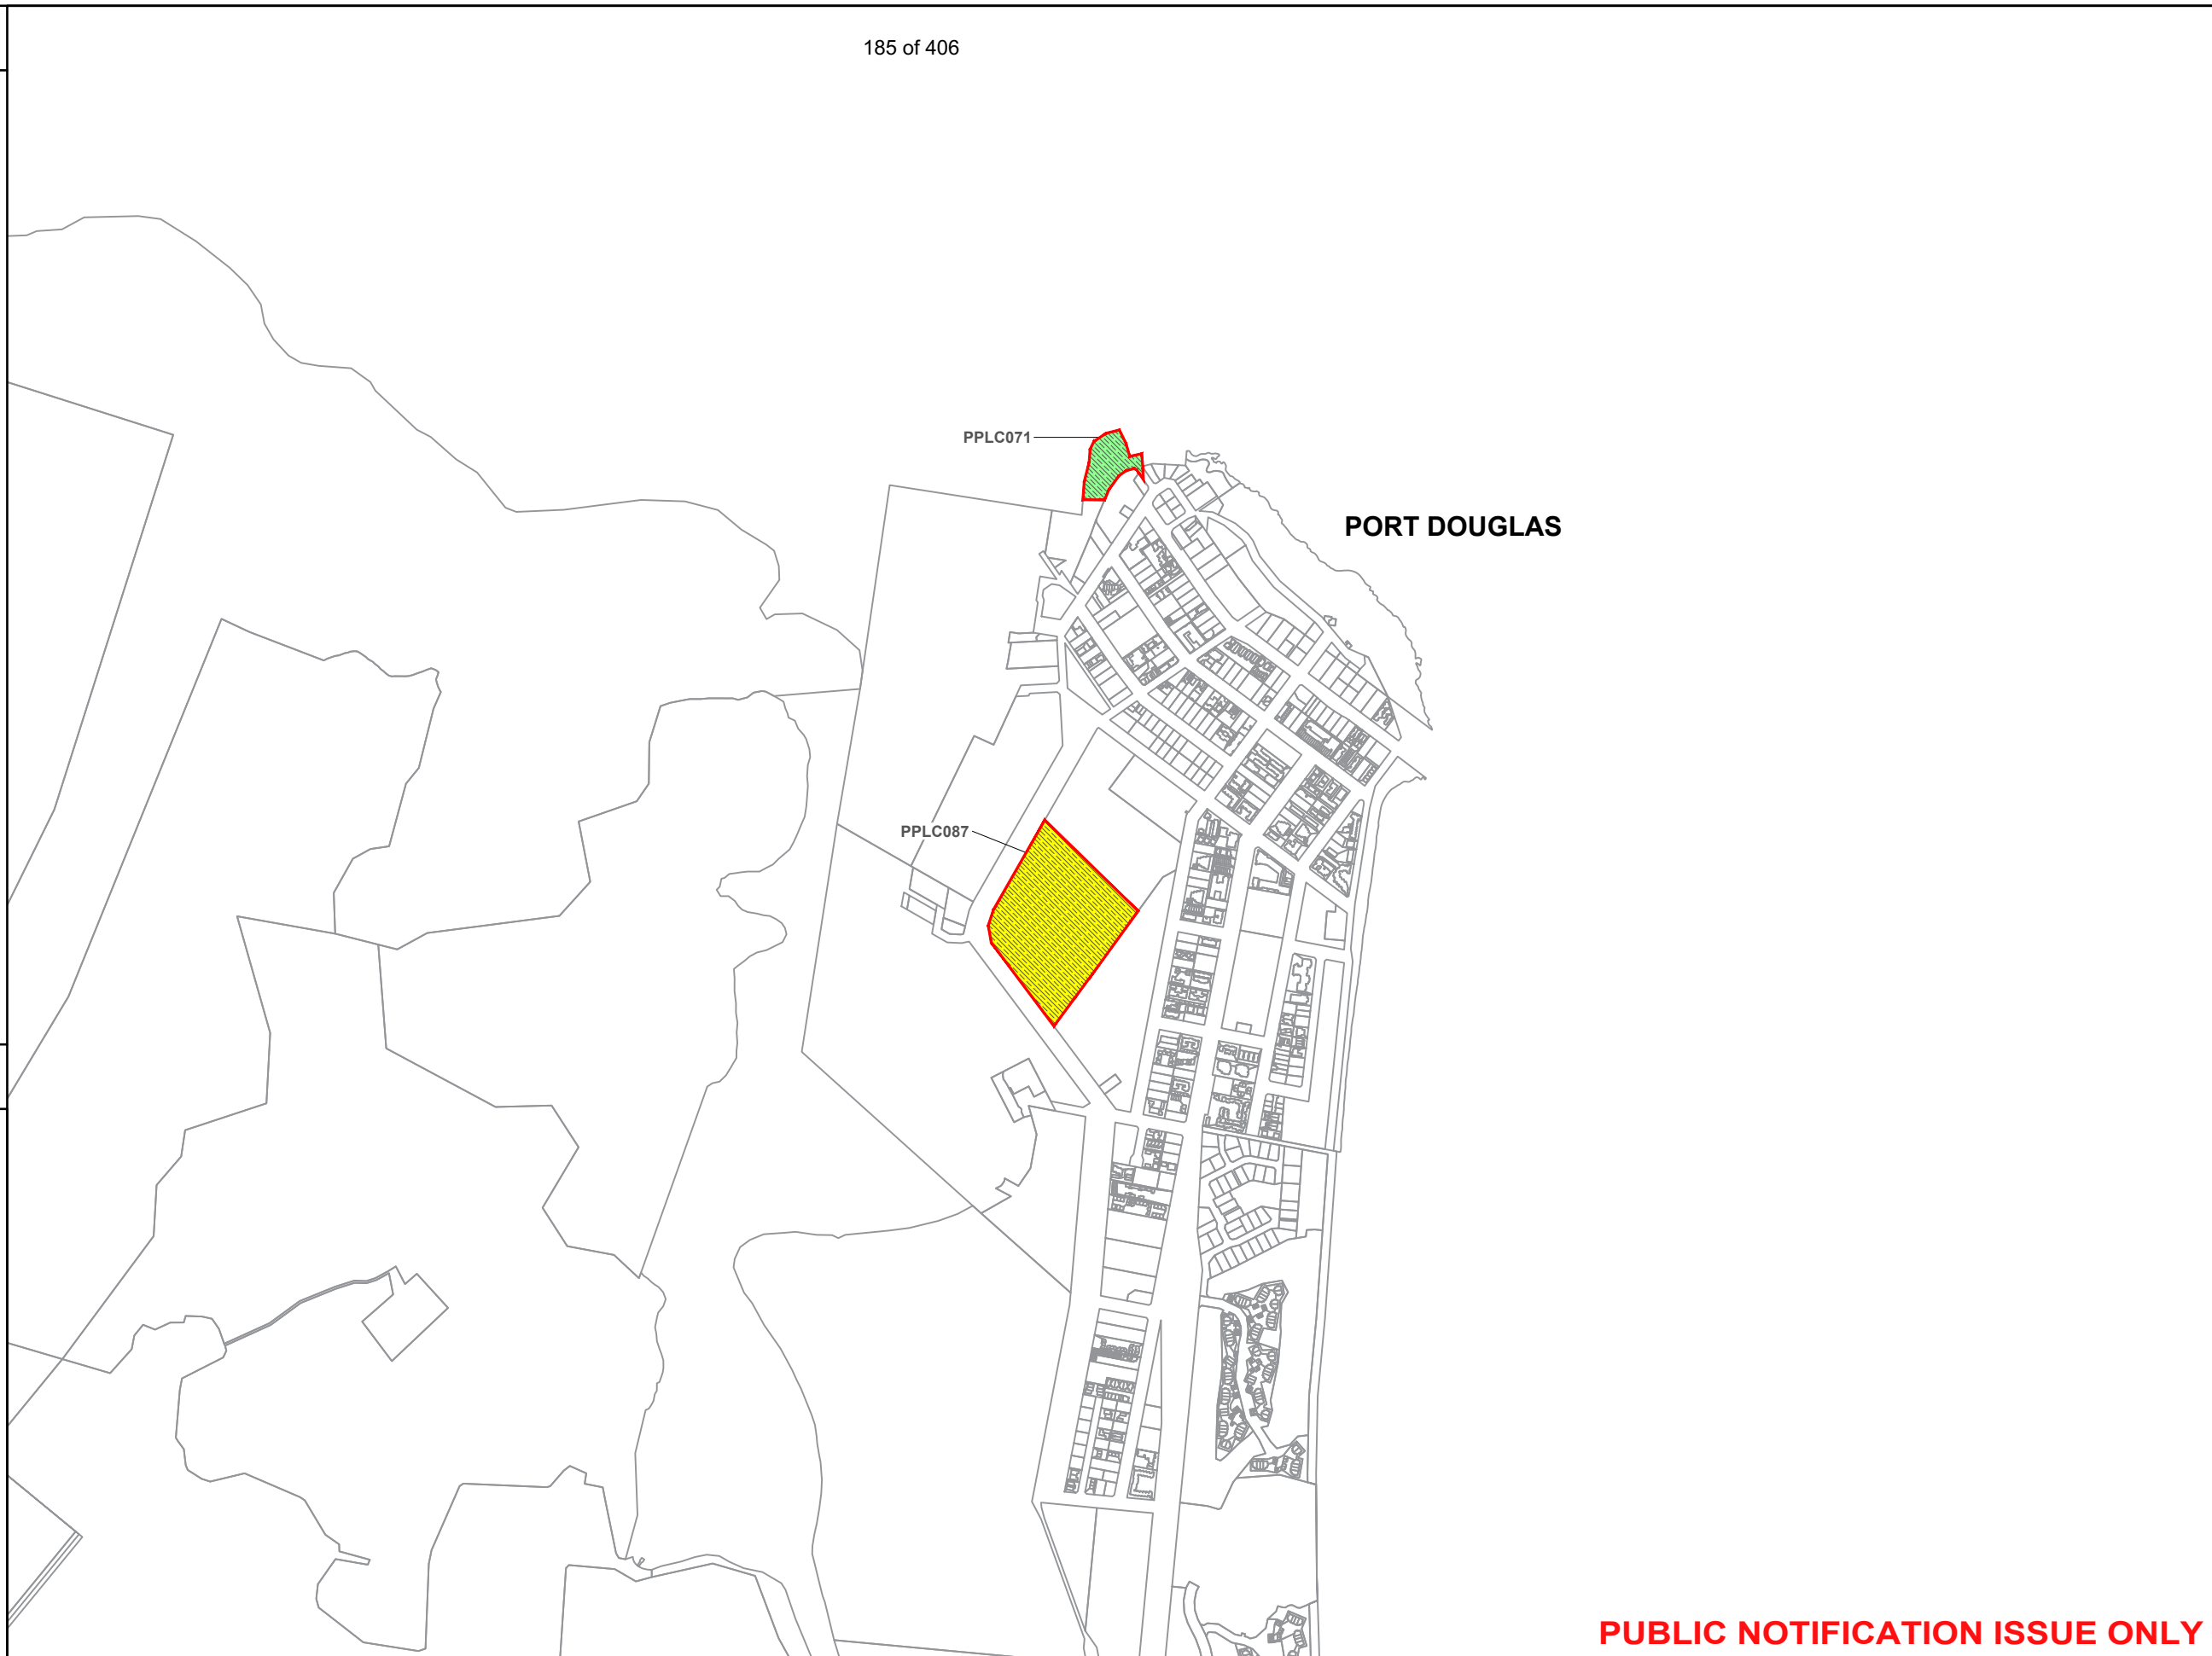 185 of 406
PPLC071
PORT DOUGLAS
PPLC087
PUBLIC NOTIFICATION ISSUE ONLY